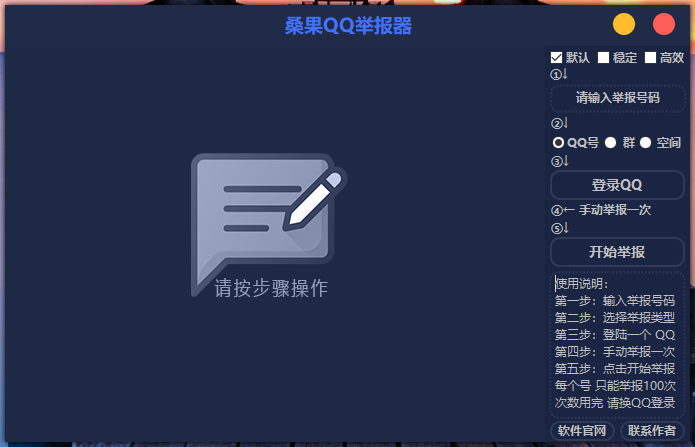 桑果QQ举报器
默认 稳定 高效
①↓
请输入举报号码
②↓
QQ号 群 空间
③↓
登录QQ
④← 手动举报一次
⑤↓
开始举报
请按步骤操作
使用说明：
第一步：输入举报号码
第二步：选择举报类型
第三步：登陆一个 QQ
第四步：手动举报一次
第五步：点击开始举报
每个号 只能举报100次
次数用完 请换QQ登录
软件官网 联系作者